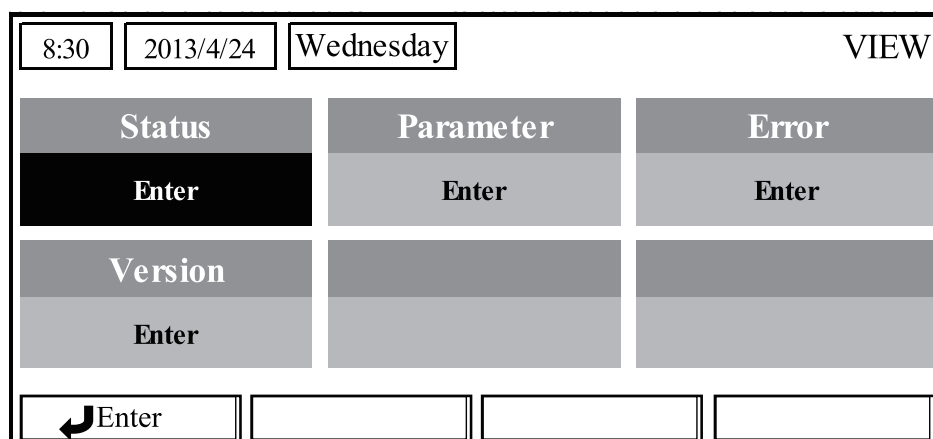 8:30 2013/4/24 Wednesday VIEW
Status Parameter Error
Enter Enter Enter
Version
Enter
Enter